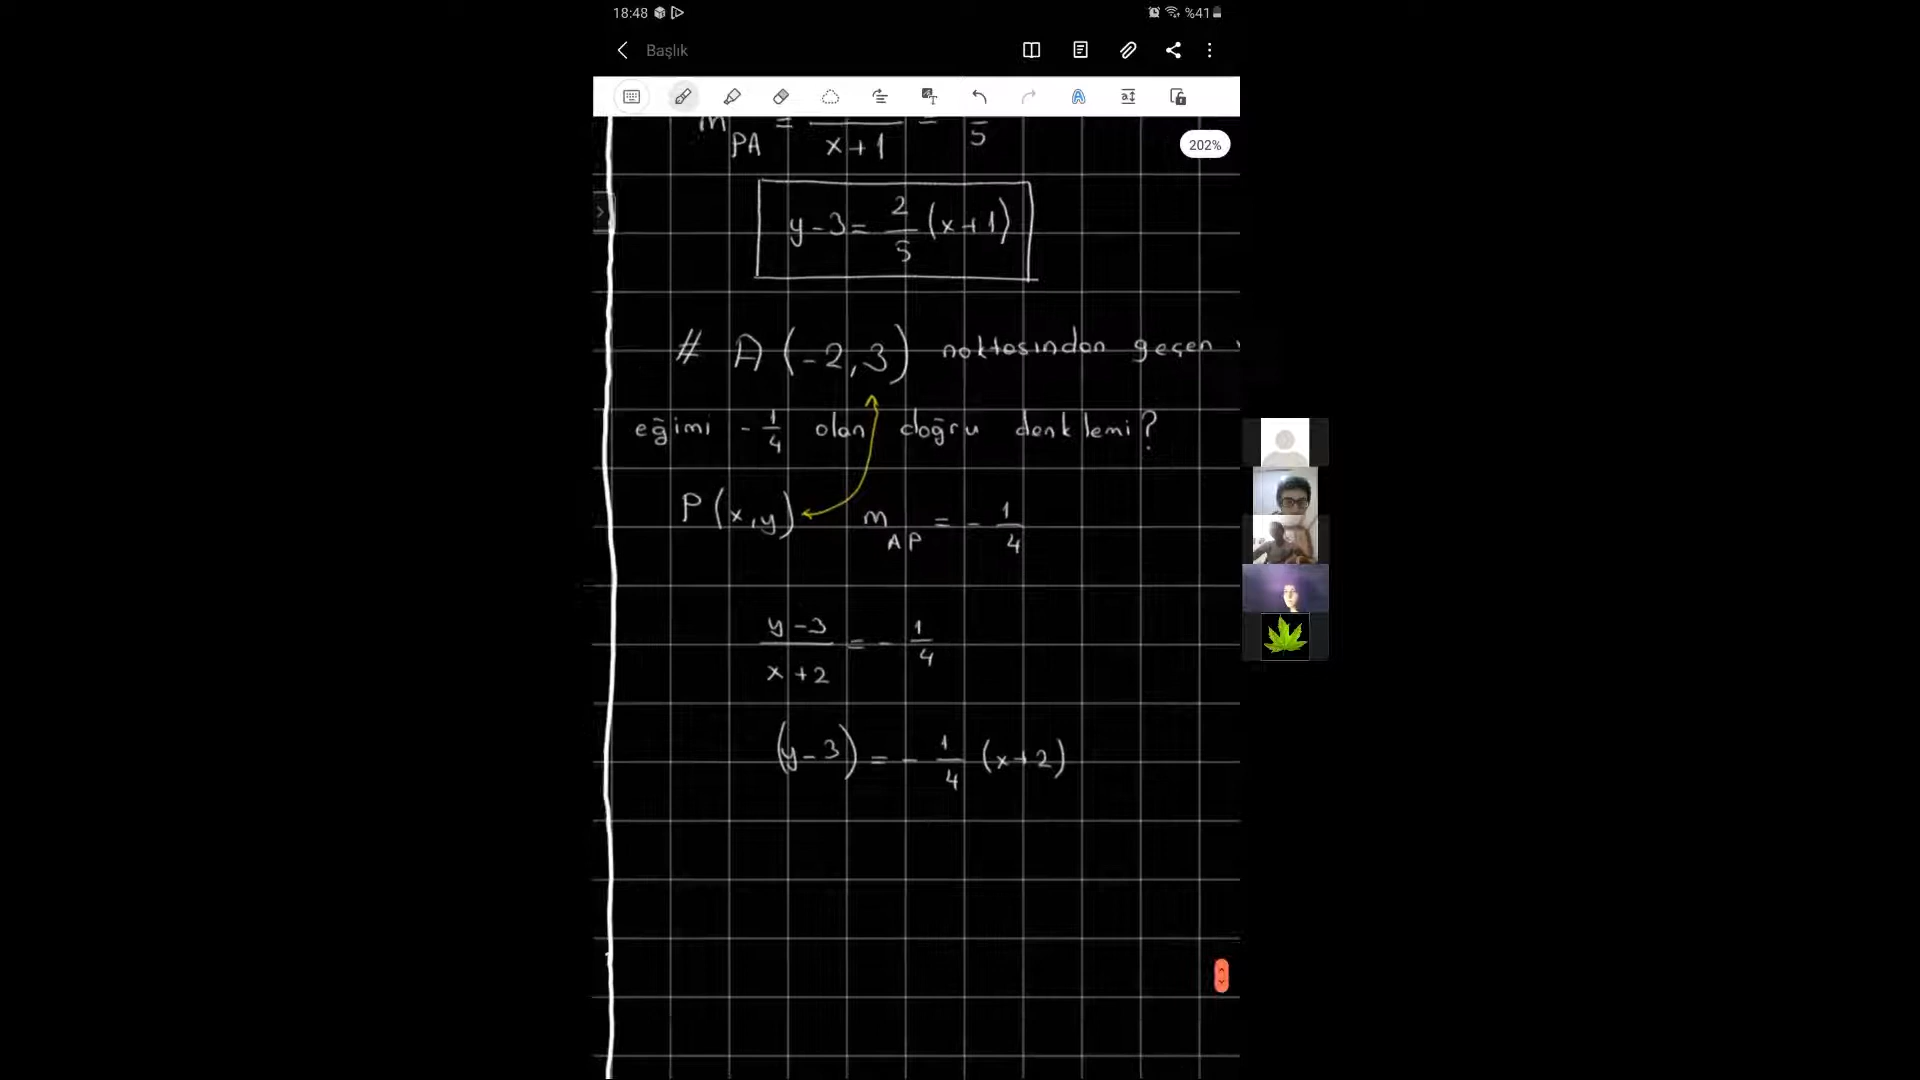 18:48 %41
Başlık
202%
m PA = / x+1 = / 5
y-3 = 2/5 (x+1)
# A(-2,3) noktasından geçen
eğimi -1/4 olan doğru denklemi?
P(x,y) m AP = -1/4
y-3 / x+2 = -1/4
(y-3) = -1/4 (x+2)